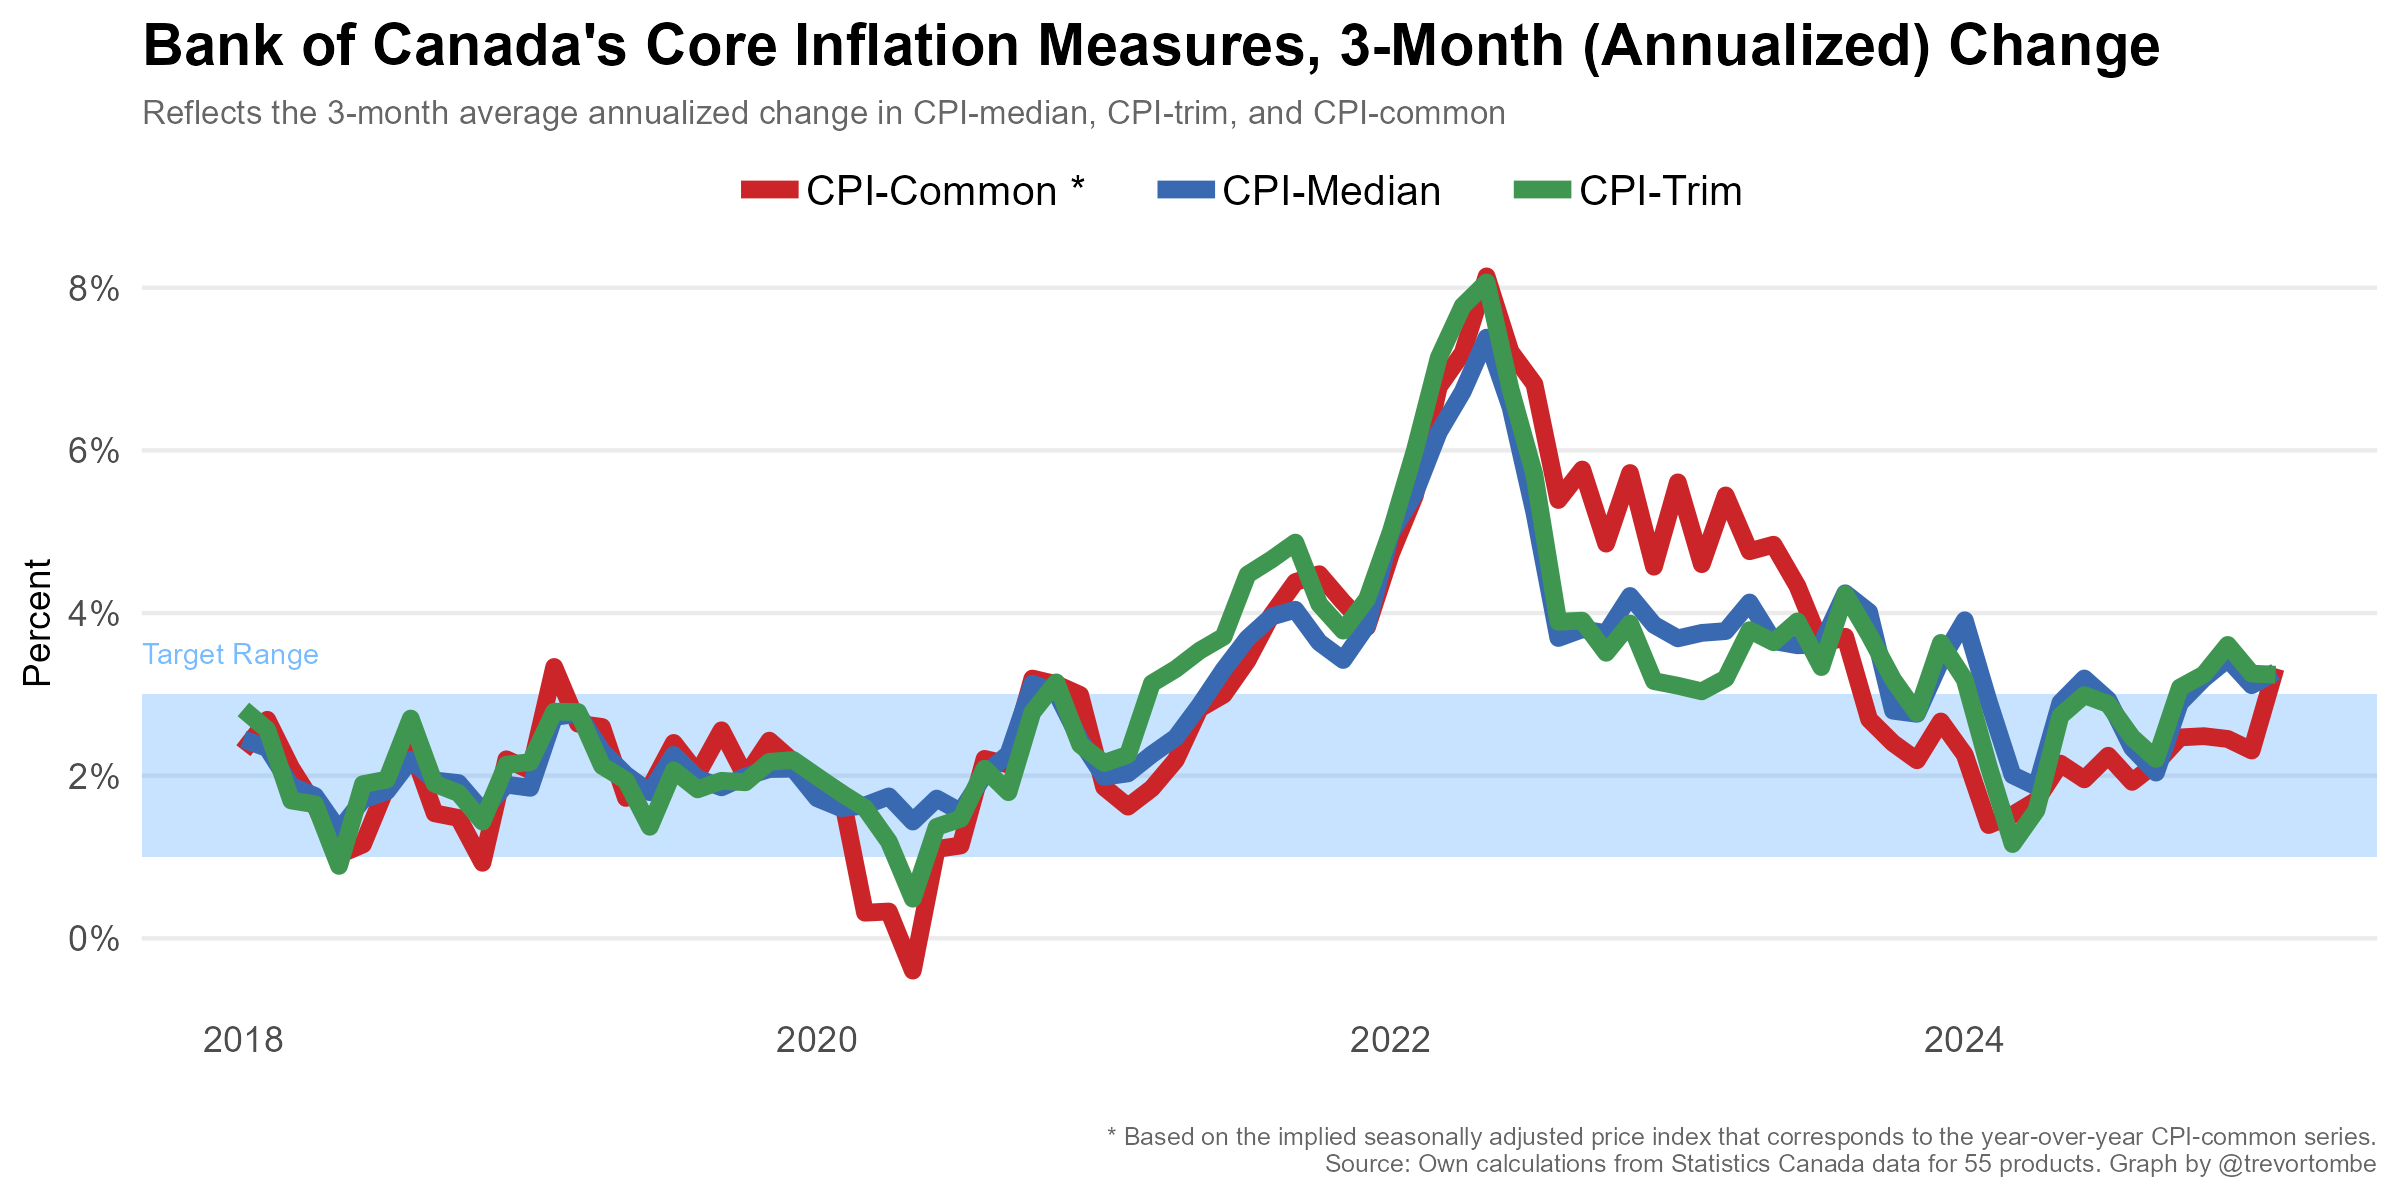 Bank of Canada's Core Inflation Measures, 3-Month (Annualized) Change
Reflects the 3-month average annualized change in CPI-median, CPI-trim, and CPI-common
CPI-Common *
CPI-Median
CPI-Trim
Percent
8%
6%
4%
Target Range
2%
0%
2018
2020
2022
2024
* Based on the implied seasonally adjusted price index that corresponds to the year-over-year CPI-common series.
Source: Own calculations from Statistics Canada data for 55 products. Graph by @trevortombe